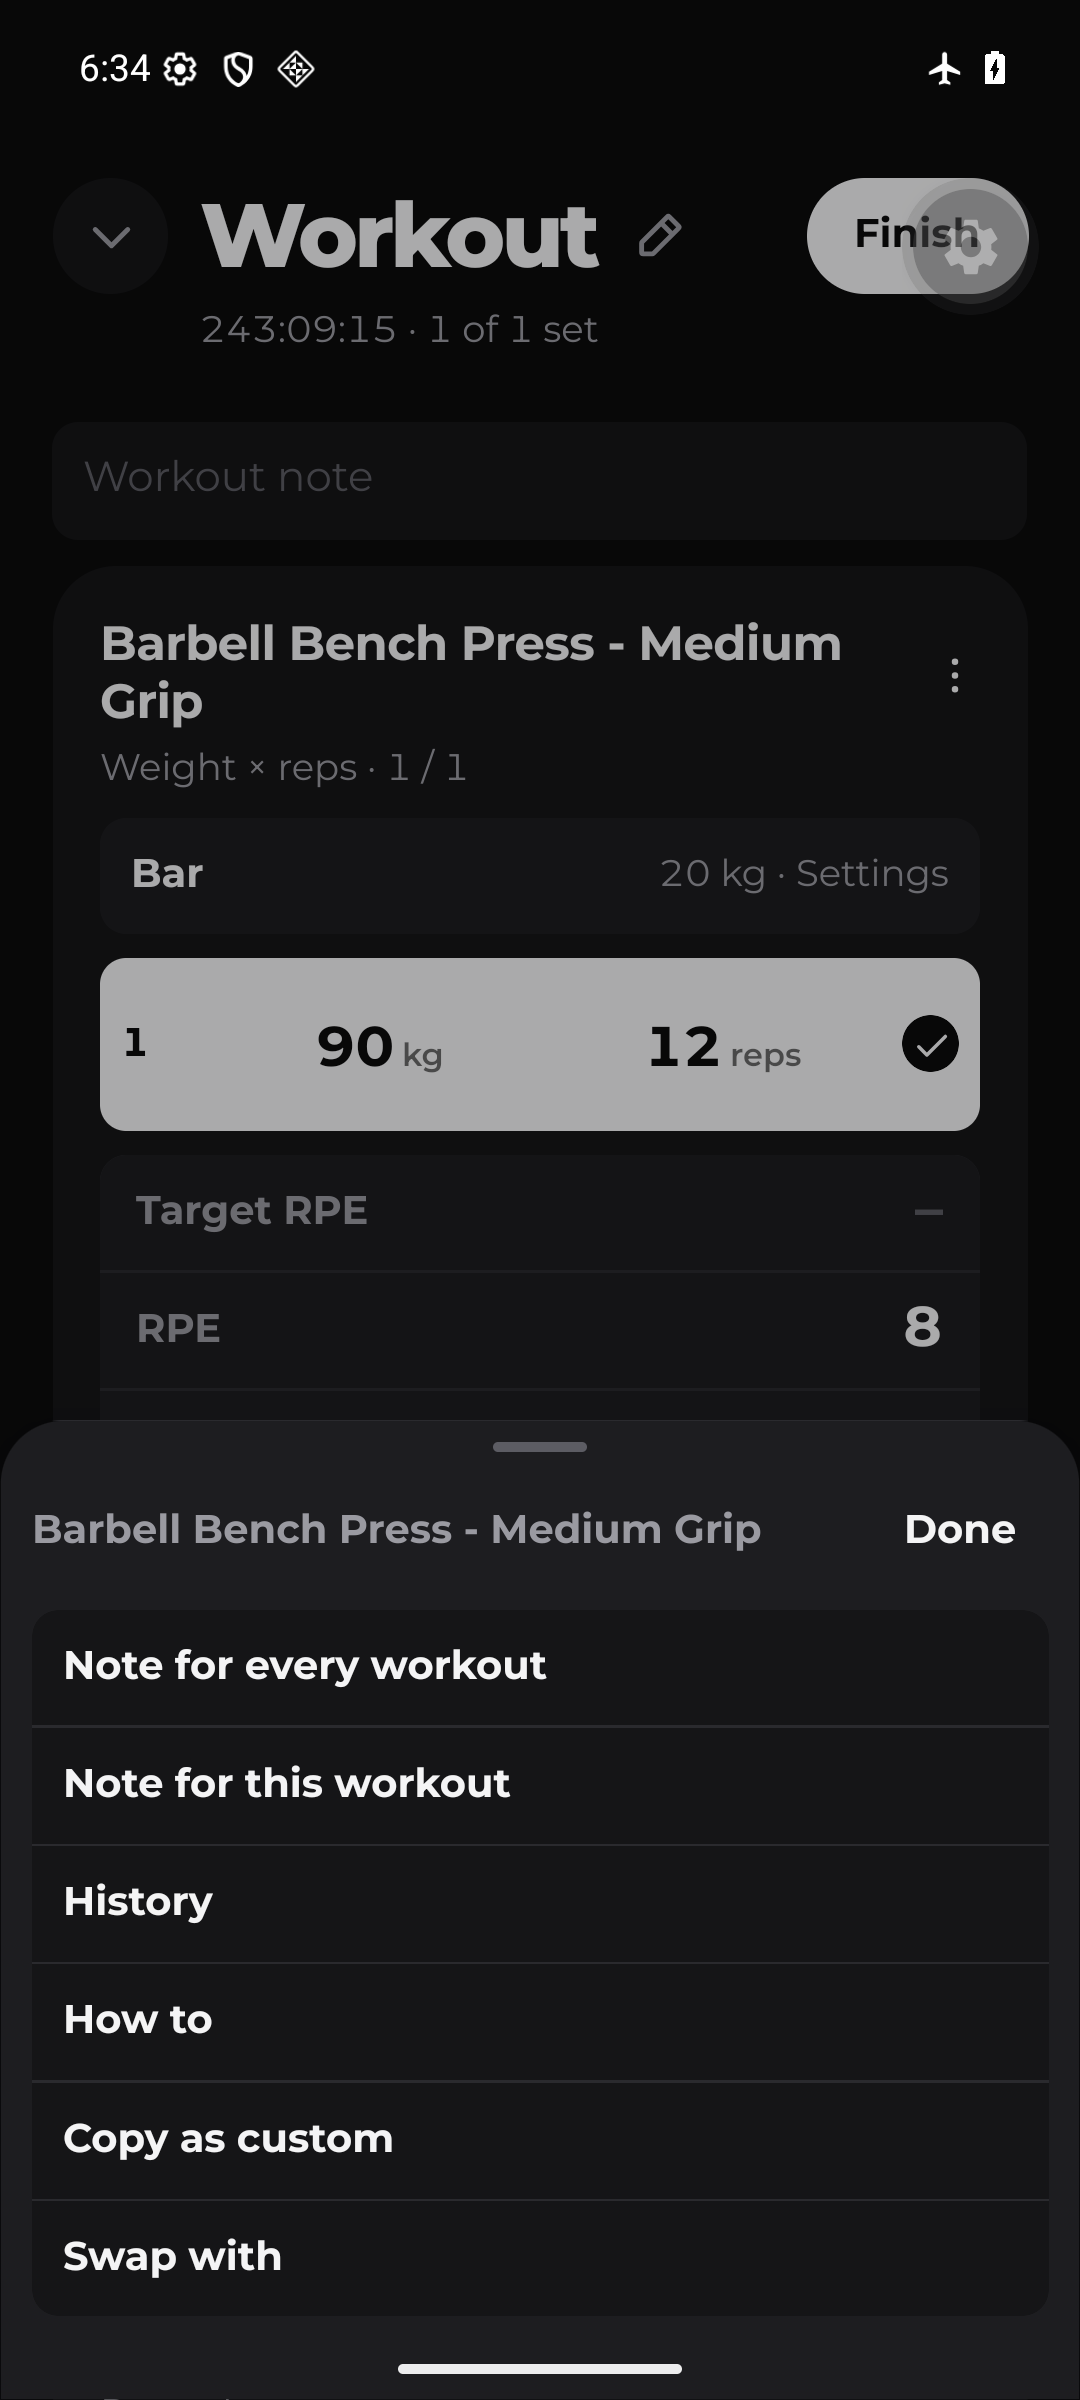 6:34
Workout
Finish
243:09:15 · 1 of 1 set
Workout note
Barbell Bench Press - Medium
Grip
Weight × reps · 1 / 1
Bar
20 kg · Settings
1 90 kg 12 reps
Target RPE –
RPE 8
Barbell Bench Press - Medium Grip
Done
Note for every workout
Note for this workout
History
How to
Copy as custom
Swap with